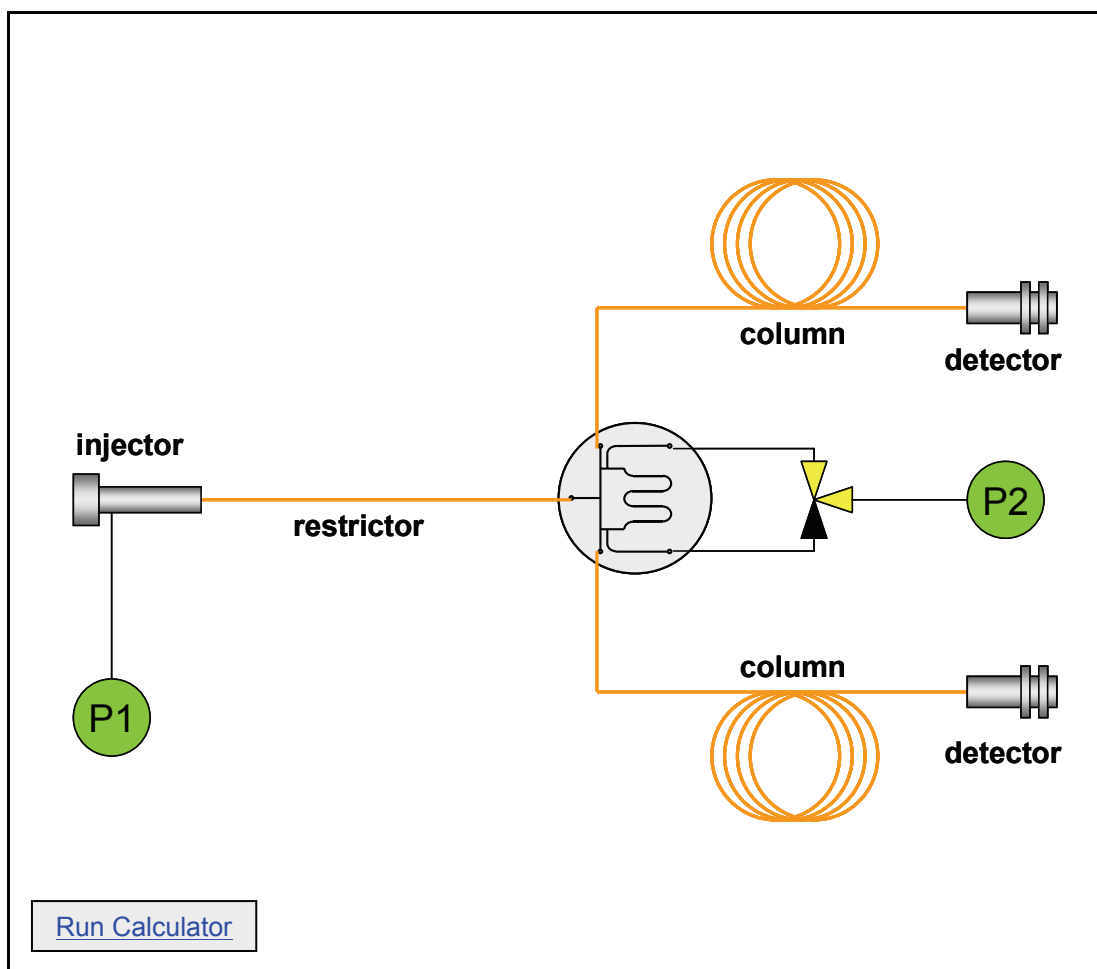 column
detector
injector
P2
restrictor
column
P1
detector
Run Calculator